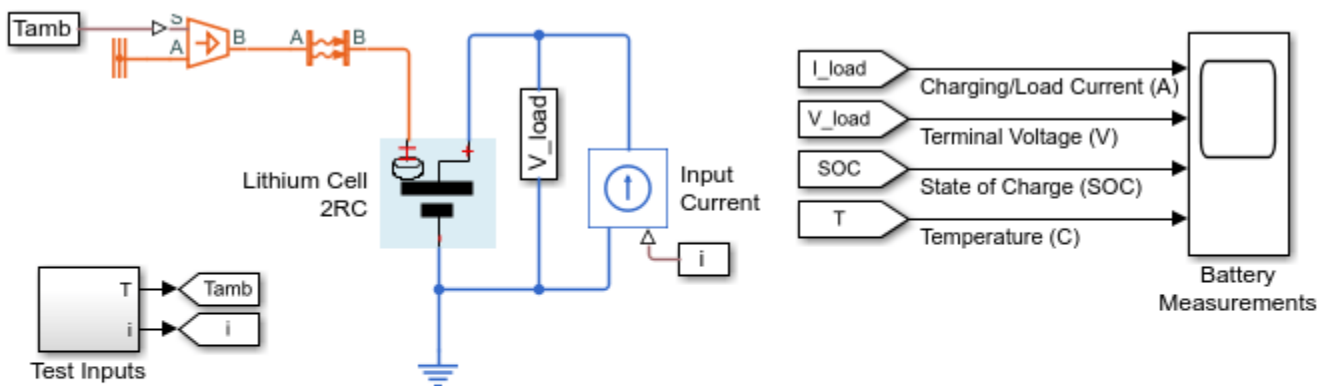 Tamb
S
A
B
A
B
V_load
Lithium Cell
2RC
+
-
Input
Current
i
T
Tamb
i
i
Test Inputs
I_load
Charging/Load Current (A)
V_load
Terminal Voltage (V)
SOC
State of Charge (SOC)
T
Temperature (C)
Battery
Measurements